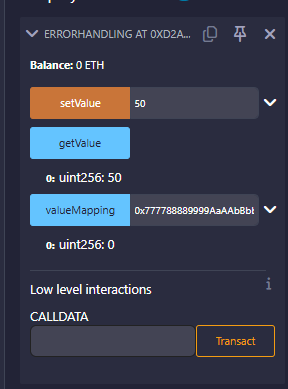 ERRORHANDLING AT 0XD2A...
Balance: 0 ETH
setValue 50
getValue
0: uint256: 50
valueMapping 0x777788889999AaAAbBbb
0: uint256: 0
Low level interactions
i
CALLDATA
Transact